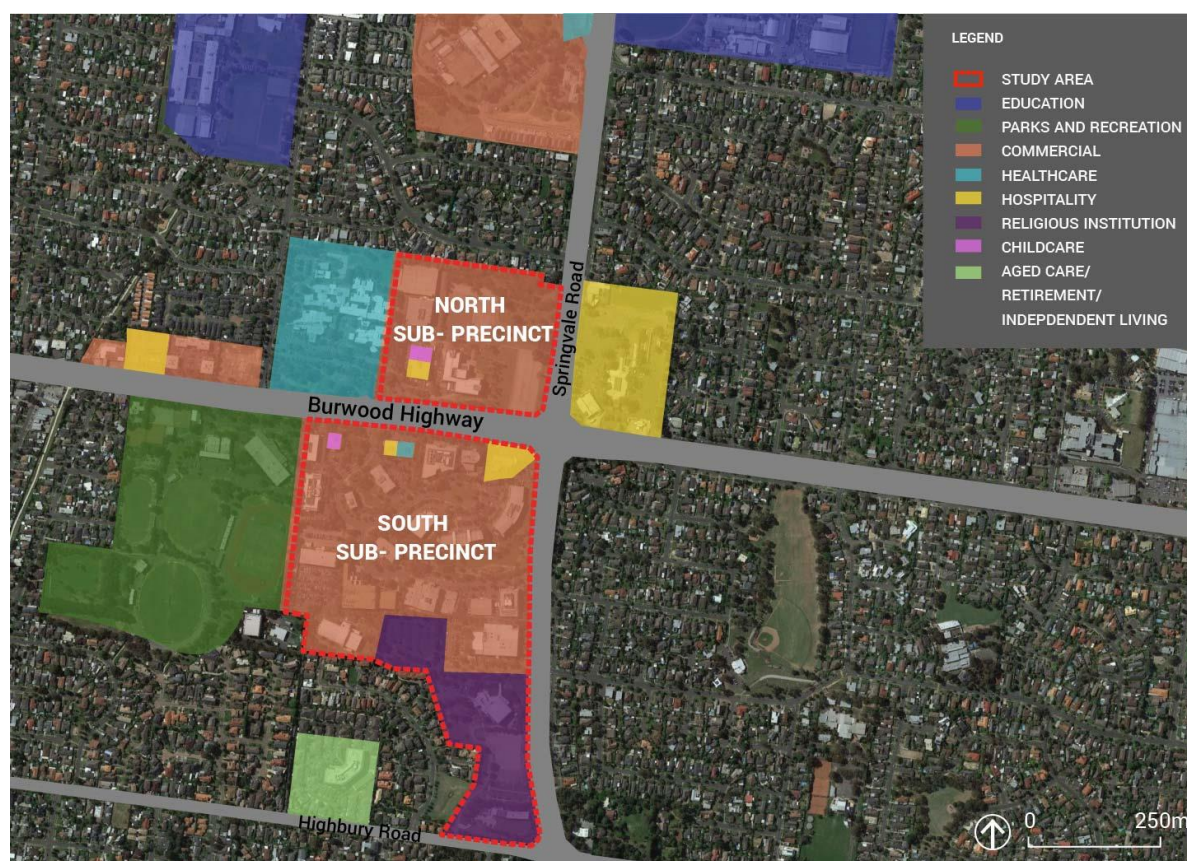 LEGEND
STUDY AREA
EDUCATION
PARKS AND RECREATION
COMMERCIAL
HEALTHCARE
HOSPITALITY
RELIGIOUS INSTITUTION
CHILDCARE
AGED CARE/
RETIREMENT/
INDEPDENDENT LIVING
NORTH
SUB- PRECINCT
Springvale Road
Burwood Highway
SOUTH
SUB- PRECINCT
Highbury Road
0 250m